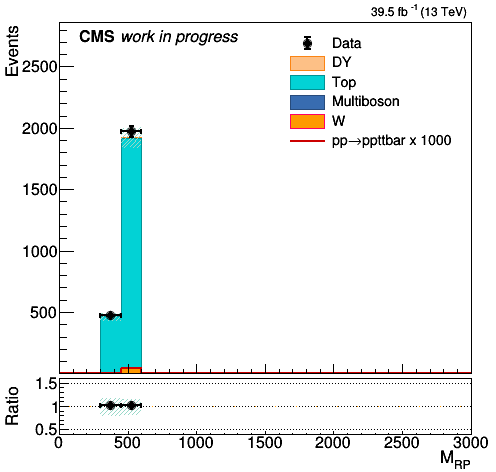 39.5 fb⁻¹ (13 TeV)
CMS work in progress
Events
Data
DY
Top
Multiboson
W
pp→ppttbar x 1000
2500
2000
1500
1000
500
Ratio
1.5
1
0.5
0 500 1000 1500 2000 2500 3000
M_RP